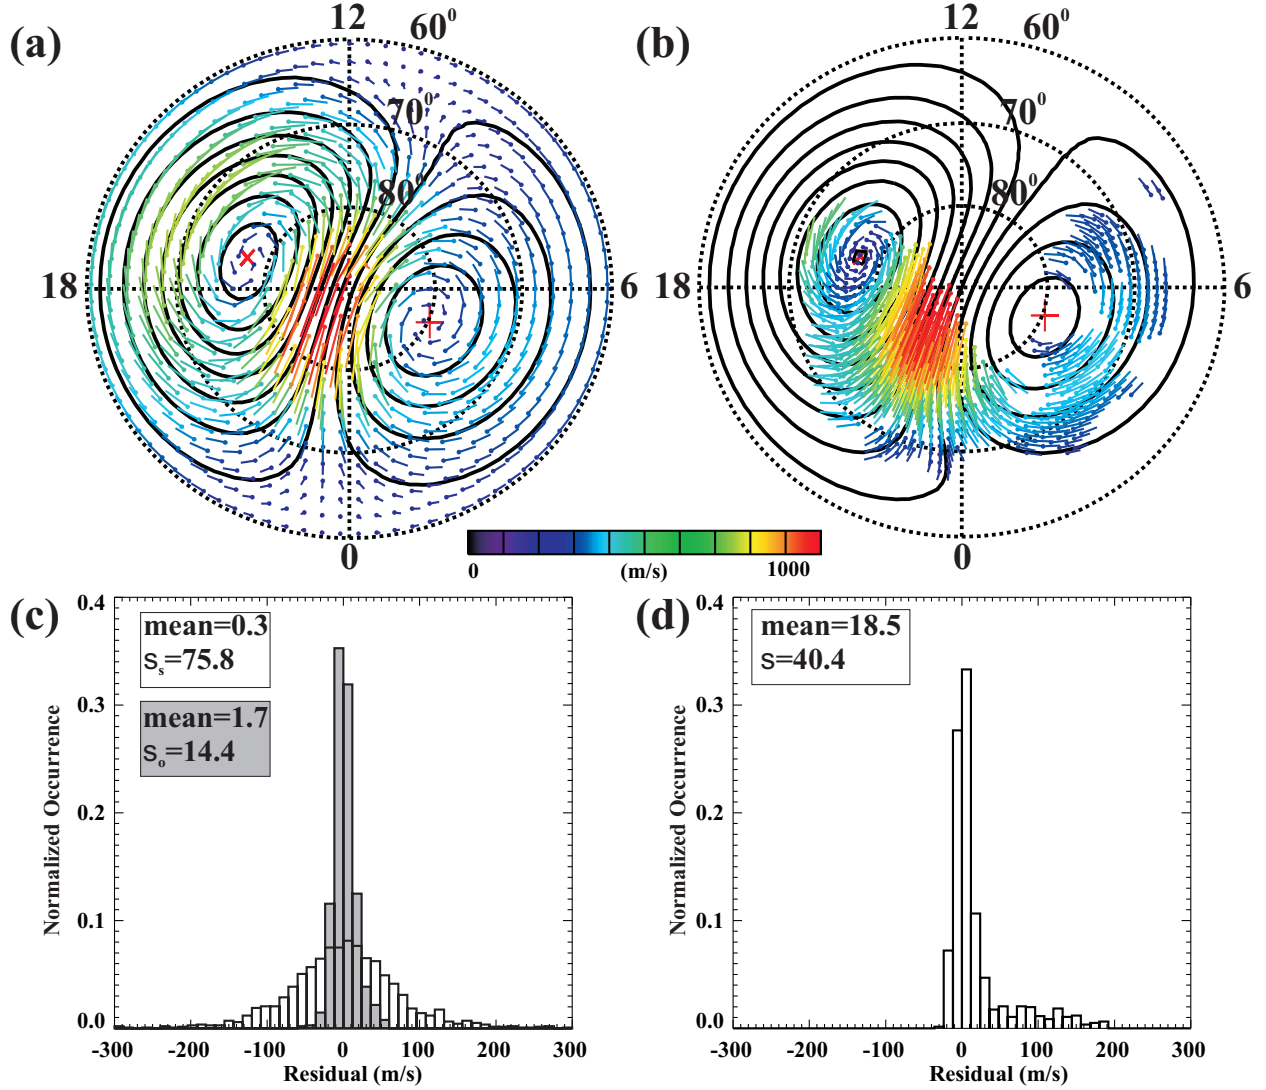 (a)
12
60⁰
70⁰
80⁰
18
6
0
(b)
12
60⁰
70⁰
80⁰
18
6
0
0
(m/s)
1000
(c)
mean=0.3
sₛ=75.8
mean=1.7
sₒ=14.4
Normalized Occurrence
0.4
0.3
0.2
0.1
0.0
-300
-200
-100
0
100
200
300
Residual (m/s)
(d)
mean=18.5
s=40.4
Normalized Occurrence
0.4
0.3
0.2
0.1
0.0
-300
-200
-100
0
100
200
300
Residual (m/s)